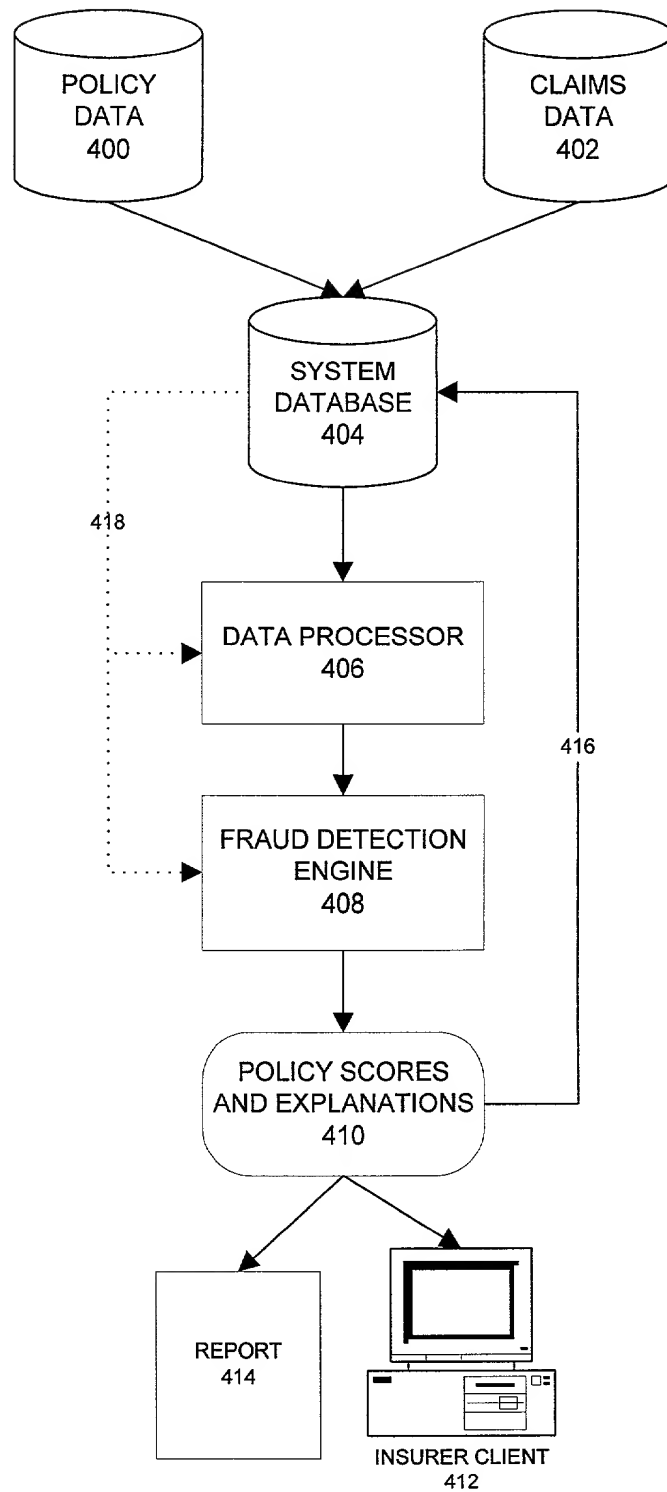 POLICY
DATA
400
CLAIMS
DATA
402
SYSTEM
DATABASE
404
418
DATA PROCESSOR
406
416
FRAUD DETECTION
ENGINE
408
POLICY SCORES
AND EXPLANATIONS
410
REPORT
414
INSURER CLIENT
412